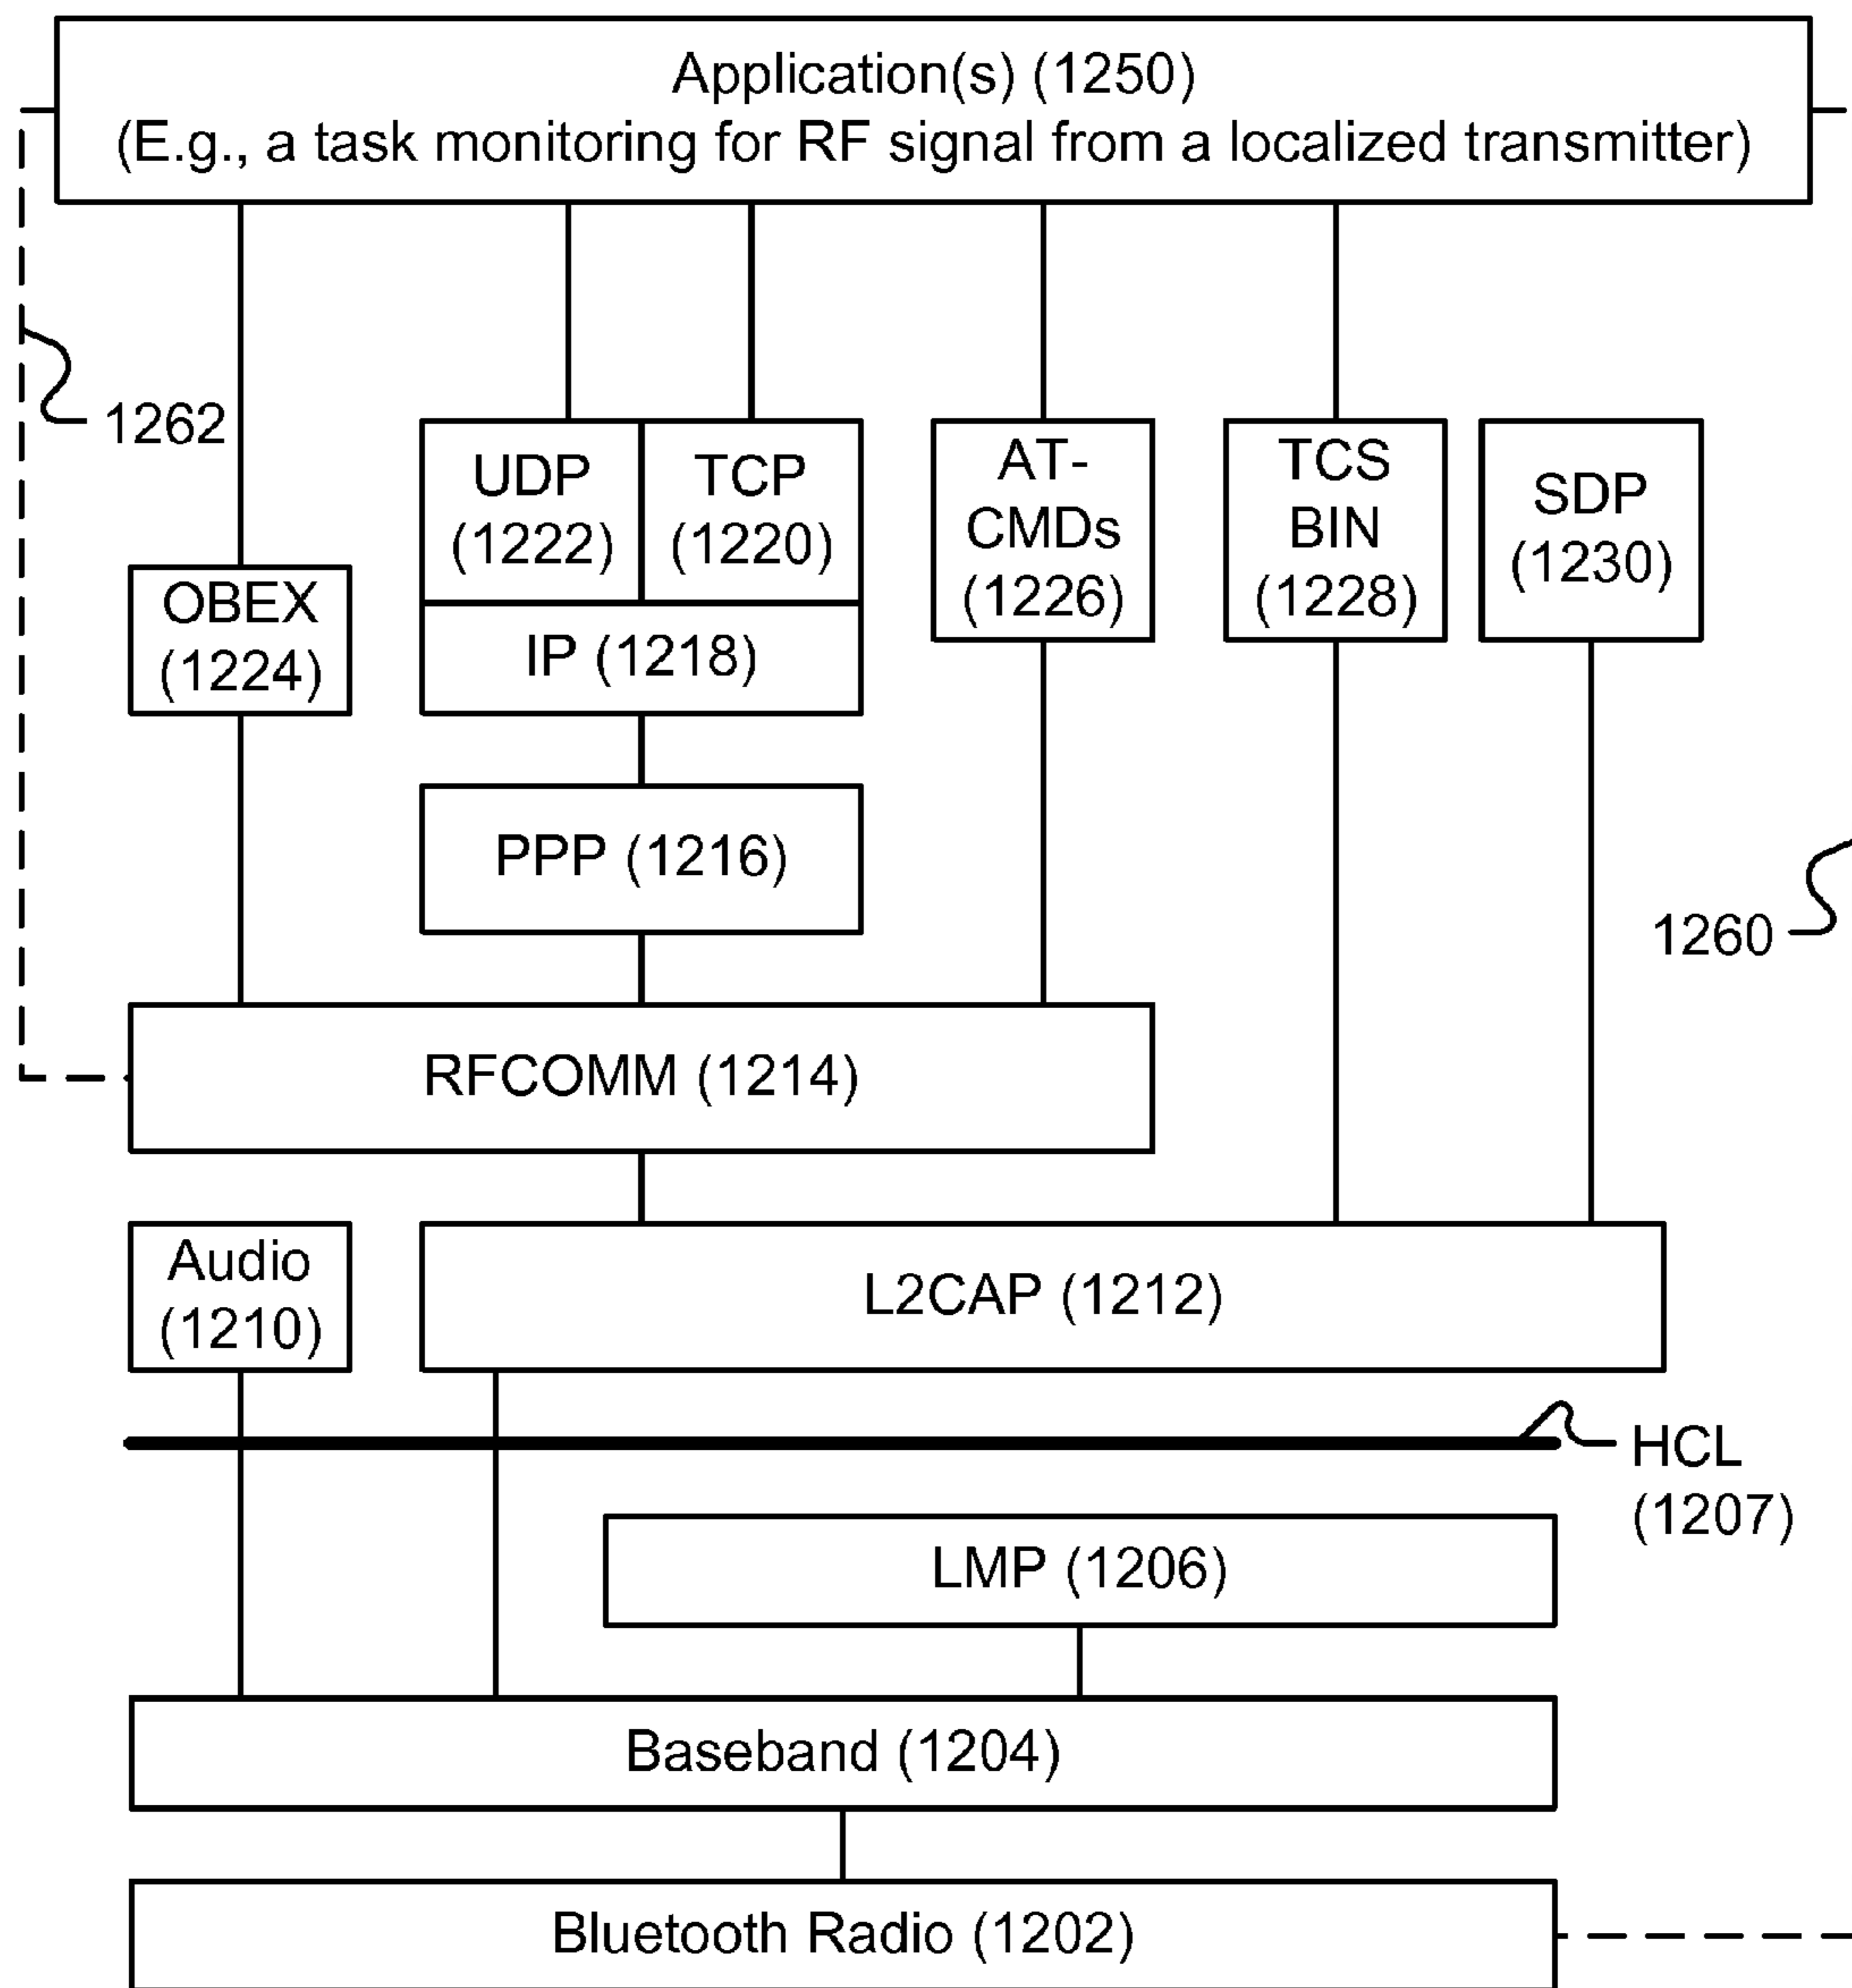 Application(s) (1250)
(E.g., a task monitoring for RF signal from a localized transmitter)
1262
UDP
(1222)
TCP
(1220)
AT-
CMDs
(1226)
TCS
BIN
(1228)
SDP
(1230)
OBEX
(1224)
IP (1218)
PPP (1216)
1260
RFCOMM (1214)
Audio
(1210)
L2CAP (1212)
HCL
(1207)
LMP (1206)
Baseband (1204)
Bluetooth Radio (1202)